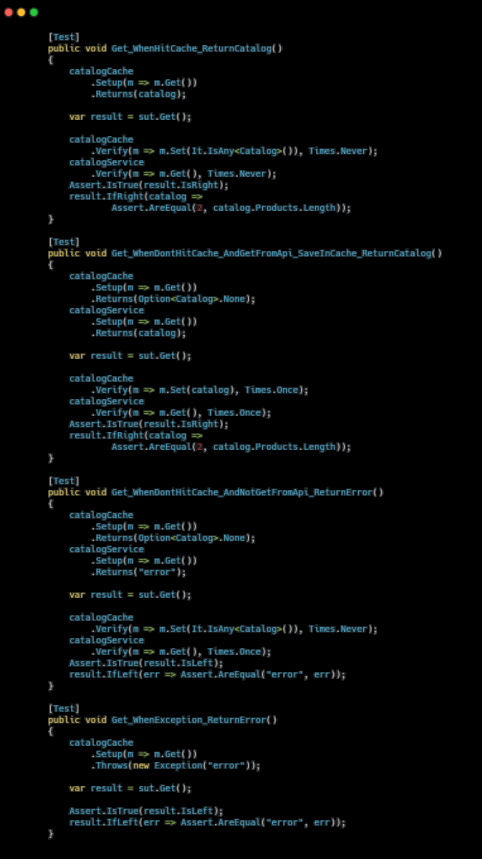 [Test]
public void Get_WhenHitCache_ReturnCatalog()
{
    catalogCache
        .Setup(m => m.Get())
        .Returns(catalog);

    var result = sut.Get();

    catalogCache
        .Verify(m => m.Set(It.IsAny<Catalog>()), Times.Never);
    catalogService
        .Verify(m => m.Get(), Times.Never);
    Assert.IsTrue(result.IsRight);
    result.IfRight(catalog =>
            Assert.AreEqual(2, catalog.Products.Length));
}

[Test]
public void Get_WhenDontHitCache_AndGetFromApi_SaveInCache_ReturnCatalog()
{
    catalogCache
        .Setup(m => m.Get())
        .Returns(Option<Catalog>.None);
    catalogService
        .Setup(m => m.Get())
        .Returns(catalog);

    var result = sut.Get();

    catalogCache
        .Verify(m => m.Set(catalog), Times.Once);
    catalogService
        .Verify(m => m.Get(), Times.Once);
    Assert.IsTrue(result.IsRight);
    result.IfRight(catalog =>
            Assert.AreEqual(2, catalog.Products.Length));
}

[Test]
public void Get_WhenDontHitCache_AndNotGetFromApi_ReturnError()
{
    catalogCache
        .Setup(m => m.Get())
        .Returns(Option<Catalog>.None);
    catalogService
        .Setup(m => m.Get())
        .Returns("error");

    var result = sut.Get();

    catalogCache
        .Verify(m => m.Set(It.IsAny<Catalog>()), Times.Never);
    catalogService
        .Verify(m => m.Get(), Times.Once);
    Assert.IsTrue(result.IsLeft);
    result.IfLeft(err => Assert.AreEqual("error", err));
}

[Test]
public void Get_WhenException_ReturnError()
{
    catalogCache
        .Setup(m => m.Get())
        .Throws(new Exception("error"));

    var result = sut.Get();

    Assert.IsTrue(result.IsLeft);
    result.IfLeft(err => Assert.AreEqual("error", err));
}